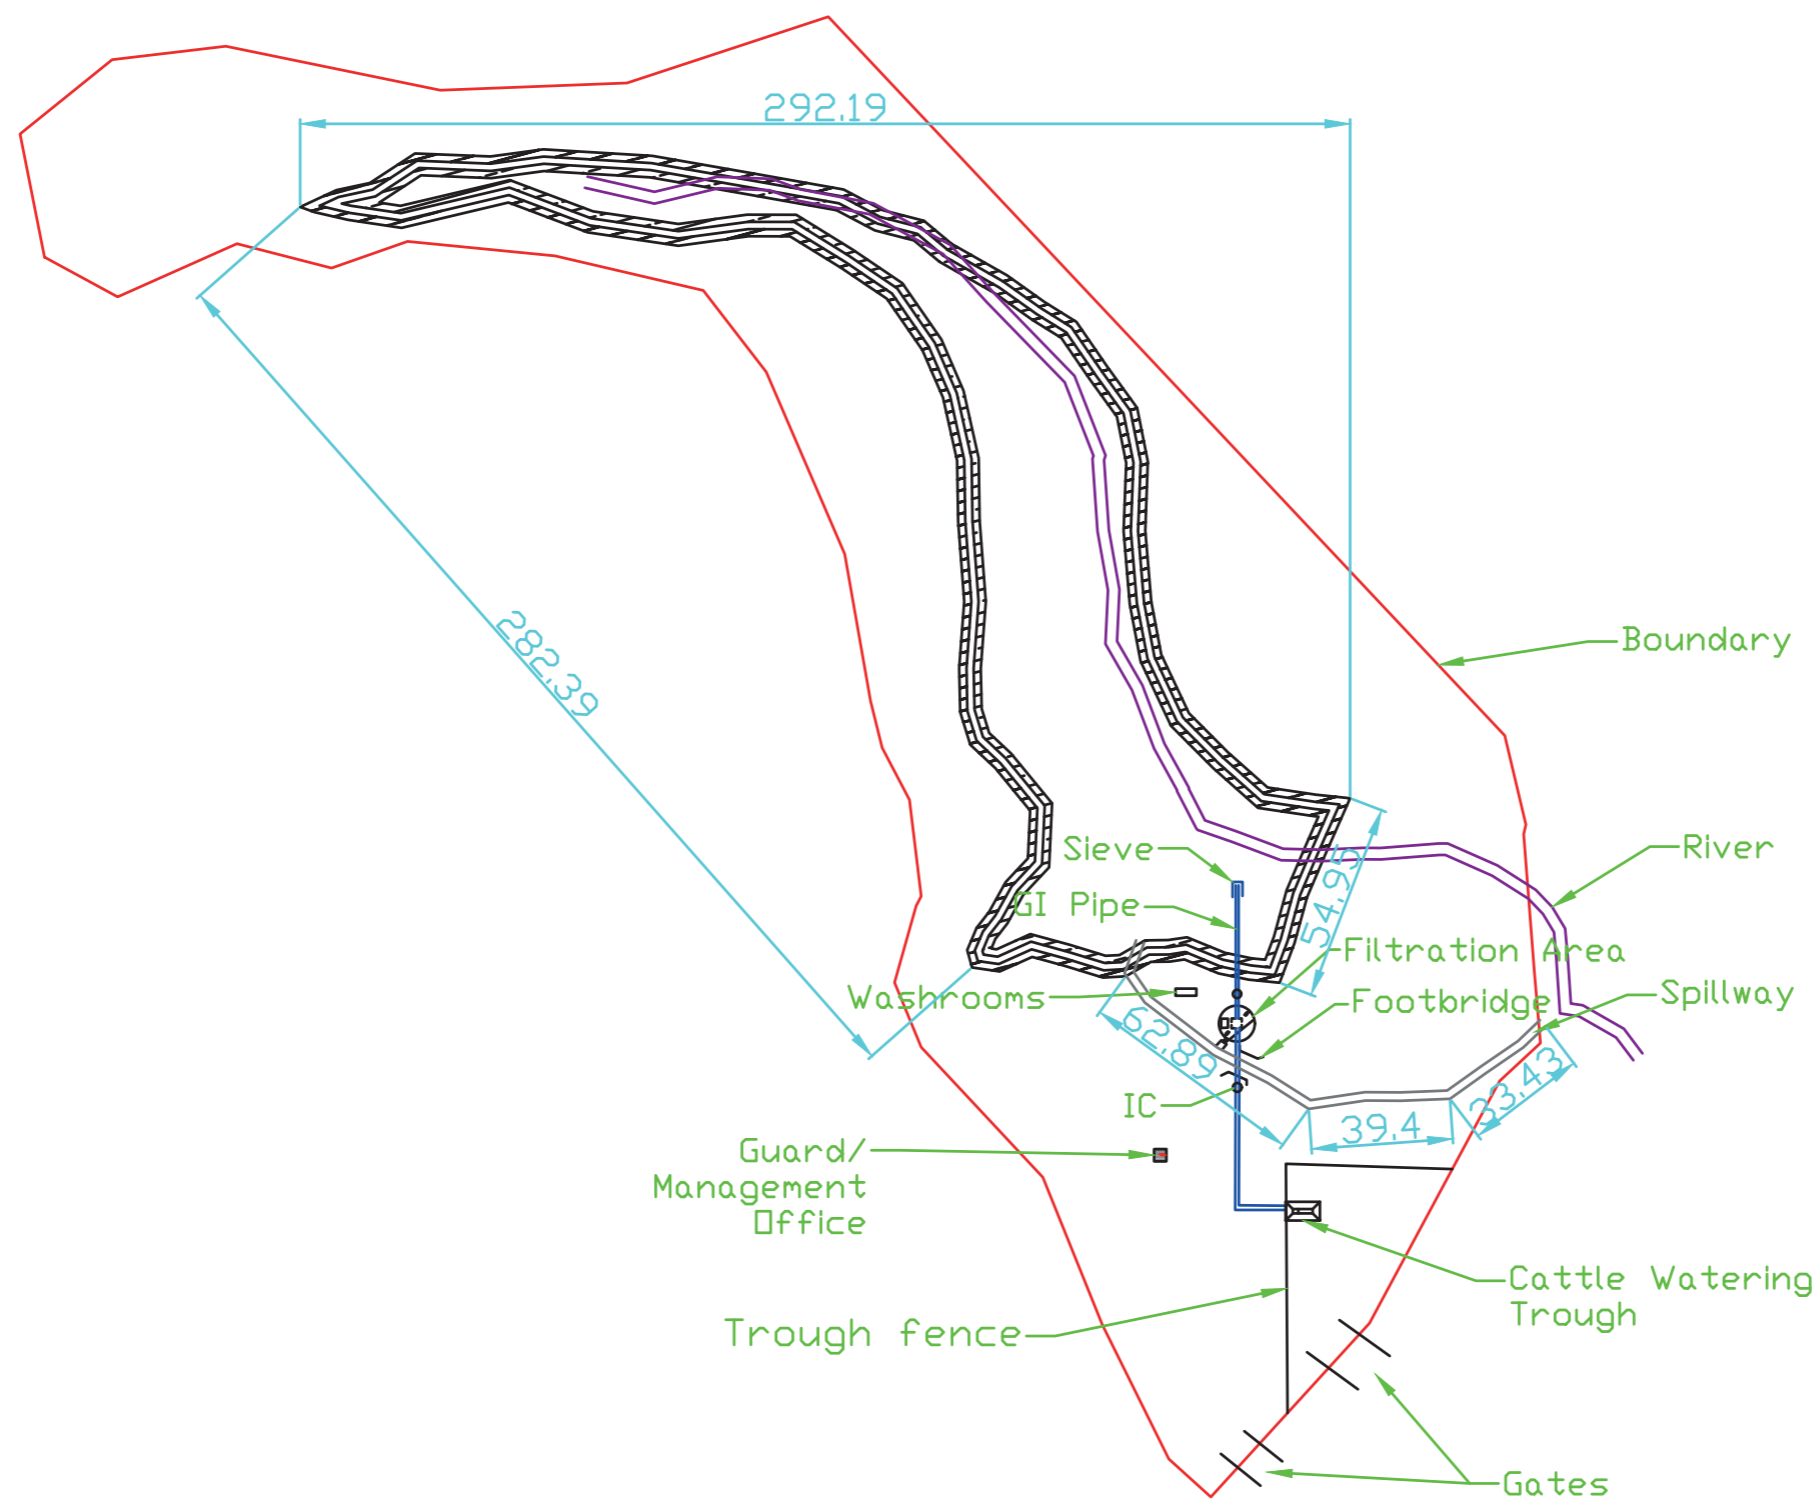 292.19
282.39
Boundary
Sieve
River
GI Pipe
54.95
Filtration Area
Washrooms
Footbridge
Spillway
62.89
33.43
IC
39.4
Guard/
Management
Office
Cattle Watering
Trough
Trough fence
Gates